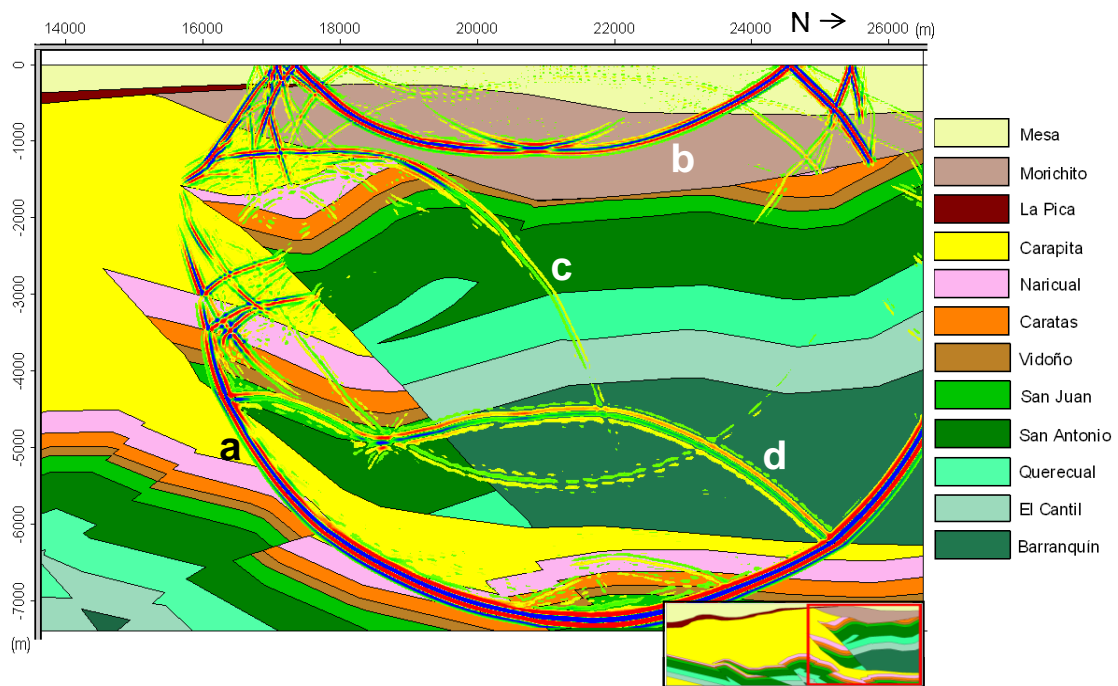 N →
14000 16000 18000 20000 22000 24000 26000 (m)
0
-1000
-2000
-3000
-4000
-5000
-6000
-7000
(m)
a
b
c
d
Mesa
Morichito
La Pica
Carapita
Naricual
Caratas
Vidoño
San Juan
San Antonio
Querecual
El Cantil
Barranquín